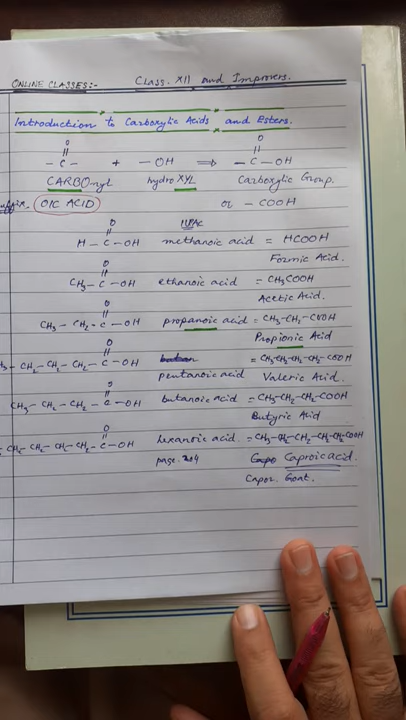 ONLINE CLASSES:- Class. XII and Improvers.
Introduction to Carboxylic Acids and Esters.
O O
|| ||
- C - + - OH ⇒ - C - OH
CARBOnyl hydroXYL Carboxylic Group.
OIC ACID or - COOH
O IUPAC
||
H - C - OH methanoic acid = HCOOH
O Formic Acid.
||
CH3 - C - OH ethanoic acid = CH3COOH
O Acetic Acid.
||
CH3 - CH2 - C - OH propanoic acid = CH3-CH2-COOH
O Propionic Acid
||
- CH2 - CH2 - CH2 - C - OH = CH3-CH2-CH2-CH2-COOH
pentanoic acid Valeric Acid.
O
||
CH3 - CH2 - CH2 - C - OH butanoic acid = CH3-CH2-CH2-COOH
O Butyric Acid
||
- CH2 - CH2 - CH2 - CH2 - C - OH hexanoic acid = CH3-CH2-CH2-CH2-CH2-COOH
page. 204 Caproic acid.
Capor. Goat.